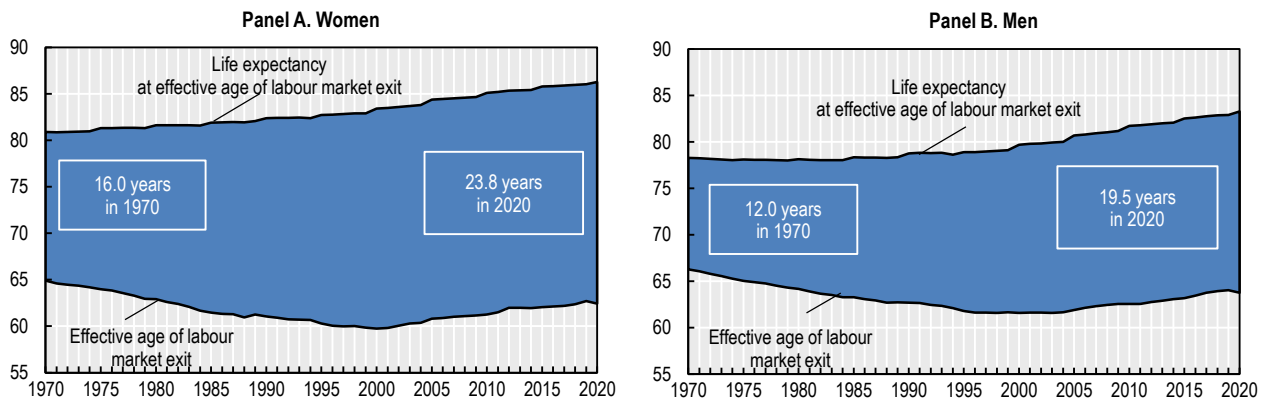 Panel A. Women
90
85
80
75
70
65
60
55
Life expectancy
at effective age of labour market exit
16.0 years
in 1970
23.8 years
in 2020
Effective age of labour
market exit
1970 1975 1980 1985 1990 1995 2000 2005 2010 2015 2020
Panel B. Men
90
85
80
75
70
65
60
55
Life expectancy
at effective age of labour market exit
12.0 years
in 1970
19.5 years
in 2020
Effective age of labour
market exit
1970 1975 1980 1985 1990 1995 2000 2005 2010 2015 2020